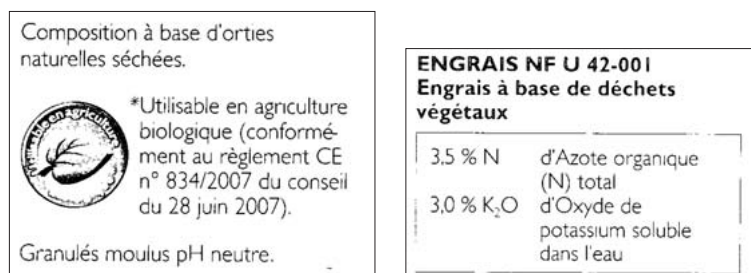 Composition à base d'orties
naturelles séchées.
*Utilisable en agriculture
biologique (conformé-
ment au règlement CE
n° 834/2007 du conseil
du 28 juin 2007).
Granulés moulus pH neutre.
ENGRAIS NF U 42-001
Engrais à base de déchets
végétaux
3.5 % N d'Azote organique
(N) total
3,0 % K₂O d'Oxyde de
potassium soluble
dans l'eau